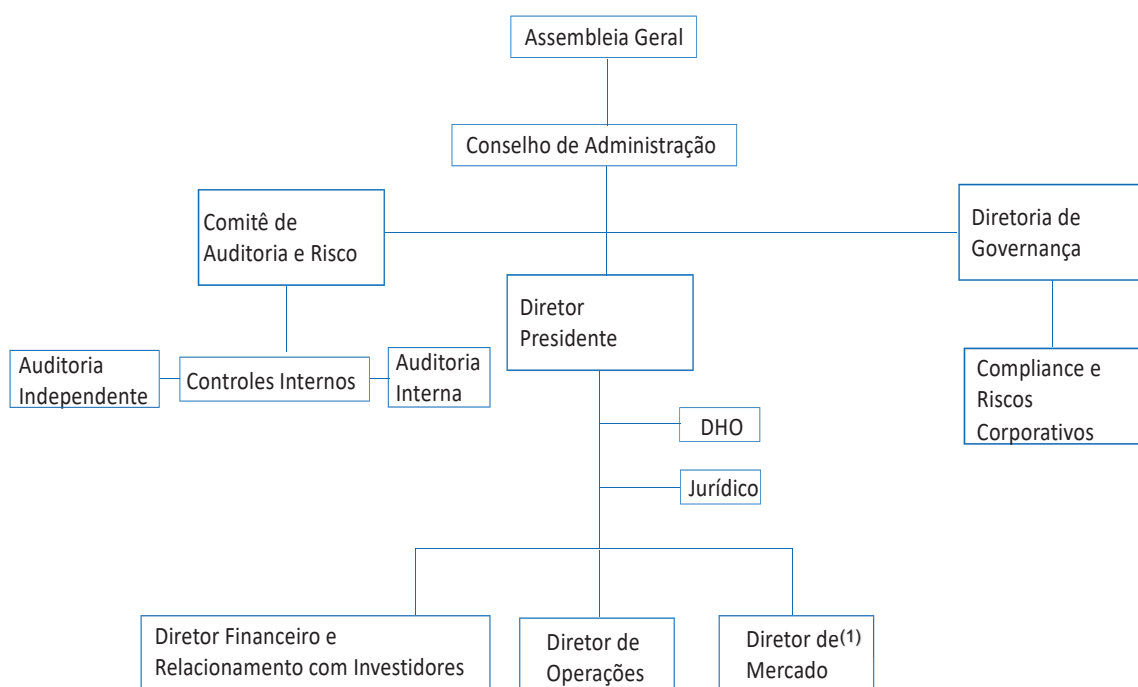 Assembleia Geral
Conselho de Administração
Comitê de
Auditoria e Risco
Diretoria de
Governança
Diretor
Presidente
Auditoria
Independente
Controles Internos
Auditoria
Interna
Compliance e
Riscos
Corporativos
DHO
Jurídico
Diretor Financeiro e
Relacionamento com Investidores
Diretor de
Operações
Diretor de(1)
Mercado